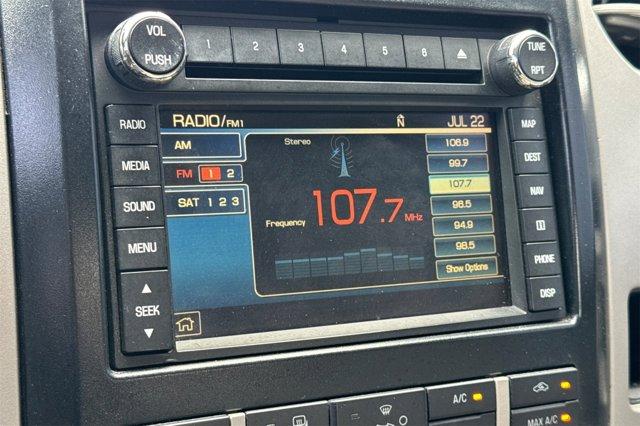 VOL
PUSH
1 2 3 4 5 6
TUNE
RPT
RADIO
MEDIA
SOUND
MENU
SEEK
RADIO/FM1
N
JUL 22
AM
FM 1 2
SAT 1 2 3
Stereo
Frequency 107.7 MHz
106.9
99.7
107.7
96.5
94.9
98.5
Show Options
MAP
DEST
NAV
PHONE
DISP
A/C
MAX A/C